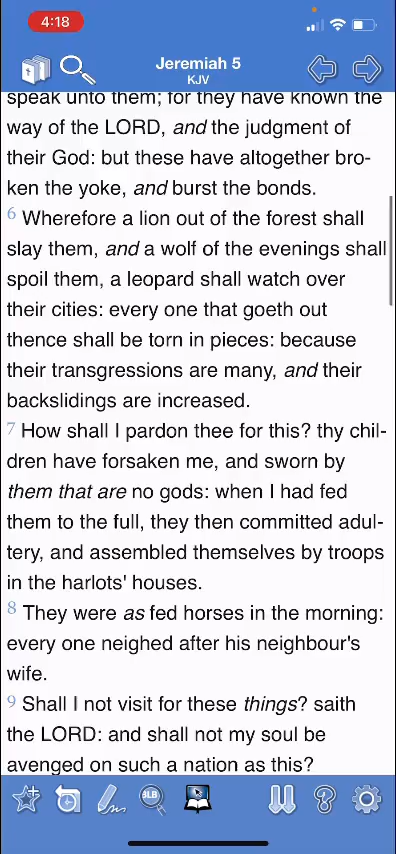 4:18
Jeremiah 5
KJV
speak unto them; for they have known the
way of the LORD, and the judgment of
their God: but these have altogether bro-
ken the yoke, and burst the bonds.
6 Wherefore a lion out of the forest shall
slay them, and a wolf of the evenings shall
spoil them, a leopard shall watch over
their cities: every one that goeth out
thence shall be torn in pieces: because
their transgressions are many, and their
backslidings are increased.
7 How shall I pardon thee for this? thy chil-
dren have forsaken me, and sworn by
them that are no gods: when I had fed
them to the full, they then committed adul-
tery, and assembled themselves by troops
in the harlots' houses.
8 They were as fed horses in the morning:
every one neighed after his neighbour's
wife.
9 Shall I not visit for these things? saith
the LORD: and shall not my soul be
avenged on such a nation as this?
BLB